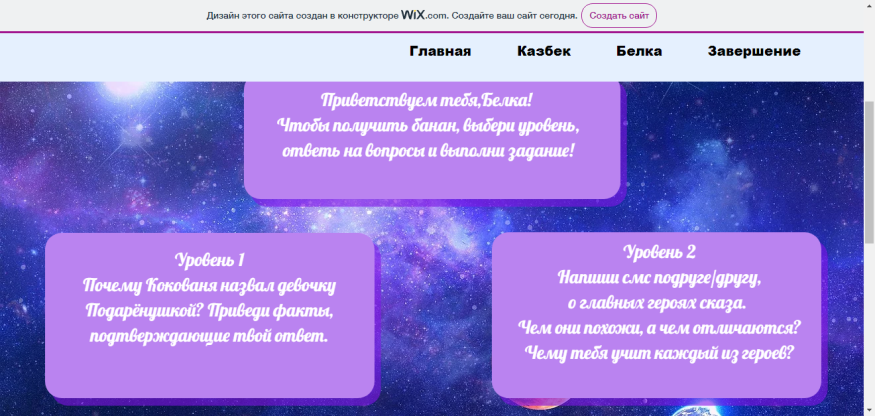 Дизайн этого сайта создан в конструкторе WiX.com. Создайте ваш сайт сегодня. Создать сайт
Главная Казбек Белка Завершение
Приветствуем тебя,Белка!
Чтобы получить банан, выбери уровень,
ответь на вопросы и выполни задание!
Уровень 1
Почему Кокованя назвал девочку
Подарёнушкой? Приведи факты,
подтверждающие твой ответ.
Уровень 2
Напиши смс подруге/другу,
о главных героях сказа.
Чем они похожи, а чем отличаются?
Чему тебя учит каждый из героев?